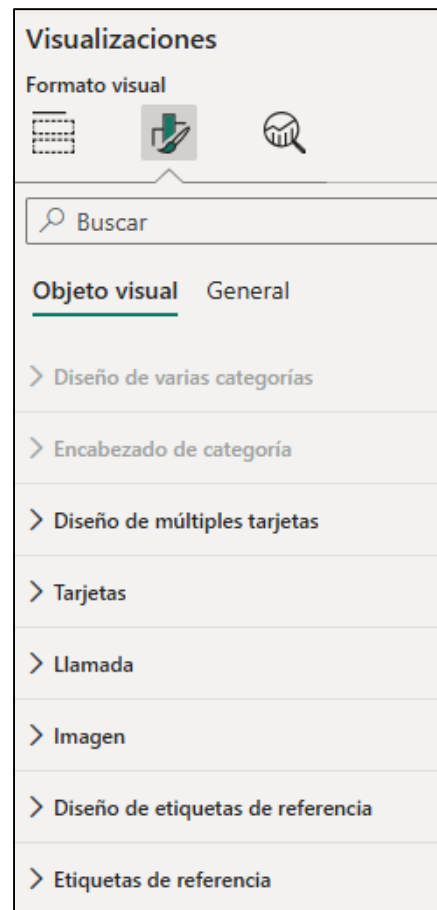 Visualizaciones
Formato visual
Buscar
Objeto visual General
Diseño de varias categorías
Encabezado de categoría
Diseño de múltiples tarjetas
Tarjetas
Llamada
Imagen
Diseño de etiquetas de referencia
Etiquetas de referencia